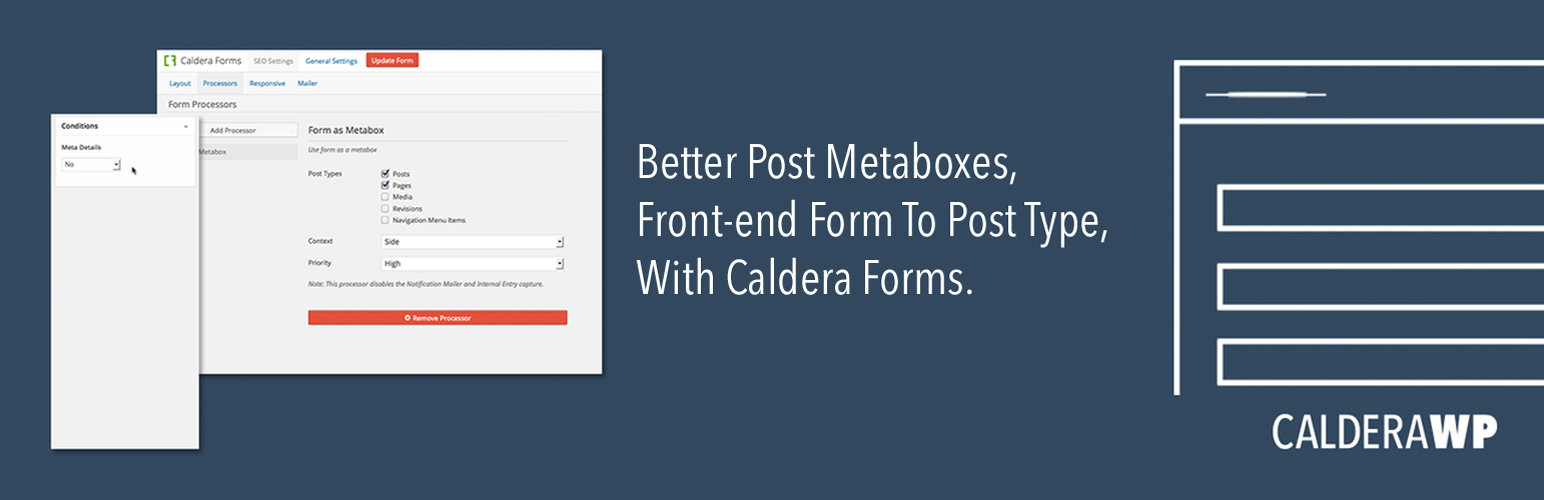 Caldera Forms SEO Settings General Settings Update Form
Layout Processors Responsive Mailer
Form Processors
Conditions
Meta Details
No
Add Processor
Metabox
Form as Metabox
Use form as a metabox
Post Types
Posts
Pages
Media
Revisions
Navigation Menu Items
Context Side
Priority High
Note: This processor disables the Notification Mailer and Internal Entry capture.
Remove Processor
Better Post Metaboxes,
Front-end Form To Post Type,
With Caldera Forms.
CALDERAWP